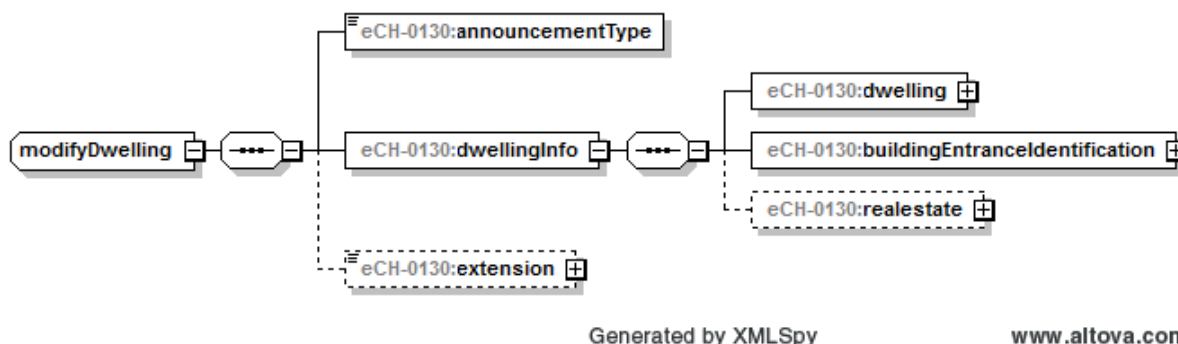 eCH-0130:announcementType
eCH-0130:dwelling
modifyDwelling
eCH-0130:dwellingInfo
eCH-0130:buildingEntranceIdentification
eCH-0130:realestate
eCH-0130:extension
Generated by XMLSpy
www.altova.com